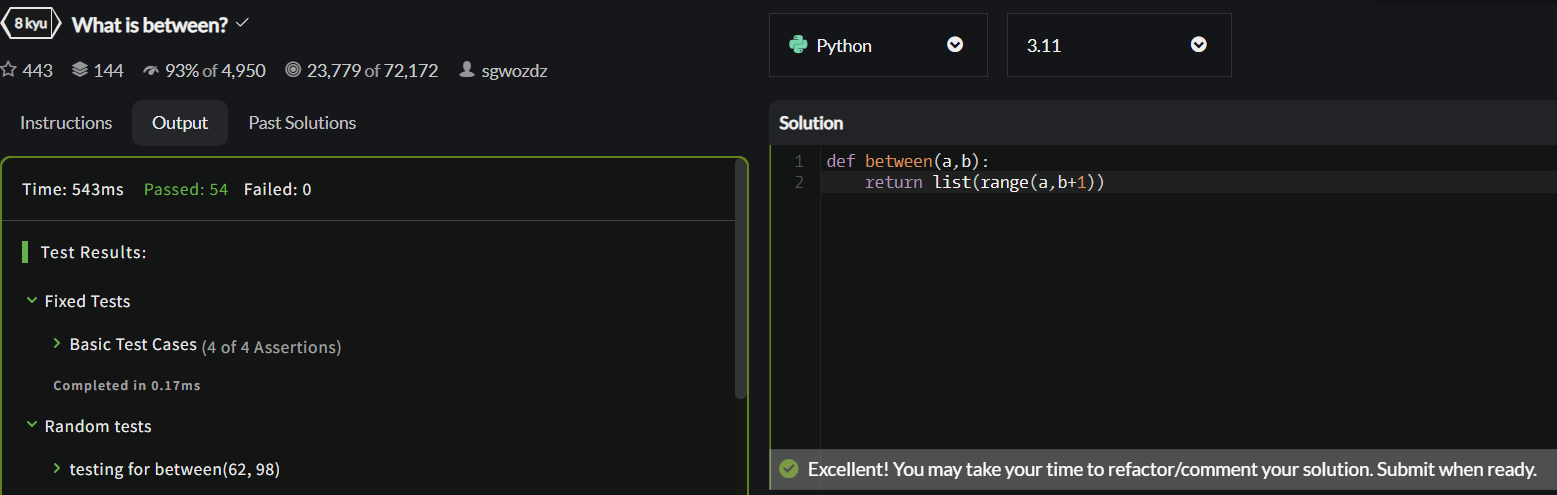 8 kyu What is between?
443 144 93% of 4,950 23,779 of 72,172 sgwozdz
Python
3.11
Instructions Output Past Solutions
Time: 543ms Passed: 54 Failed: 0
Test Results:
Fixed Tests
Basic Test Cases (4 of 4 Assertions)
Completed in 0.17ms
Random tests
testing for between(62, 98)
Solution
1 def between(a,b):
2 return list(range(a,b+1))
Excellent! You may take your time to refactor/comment your solution. Submit when ready.